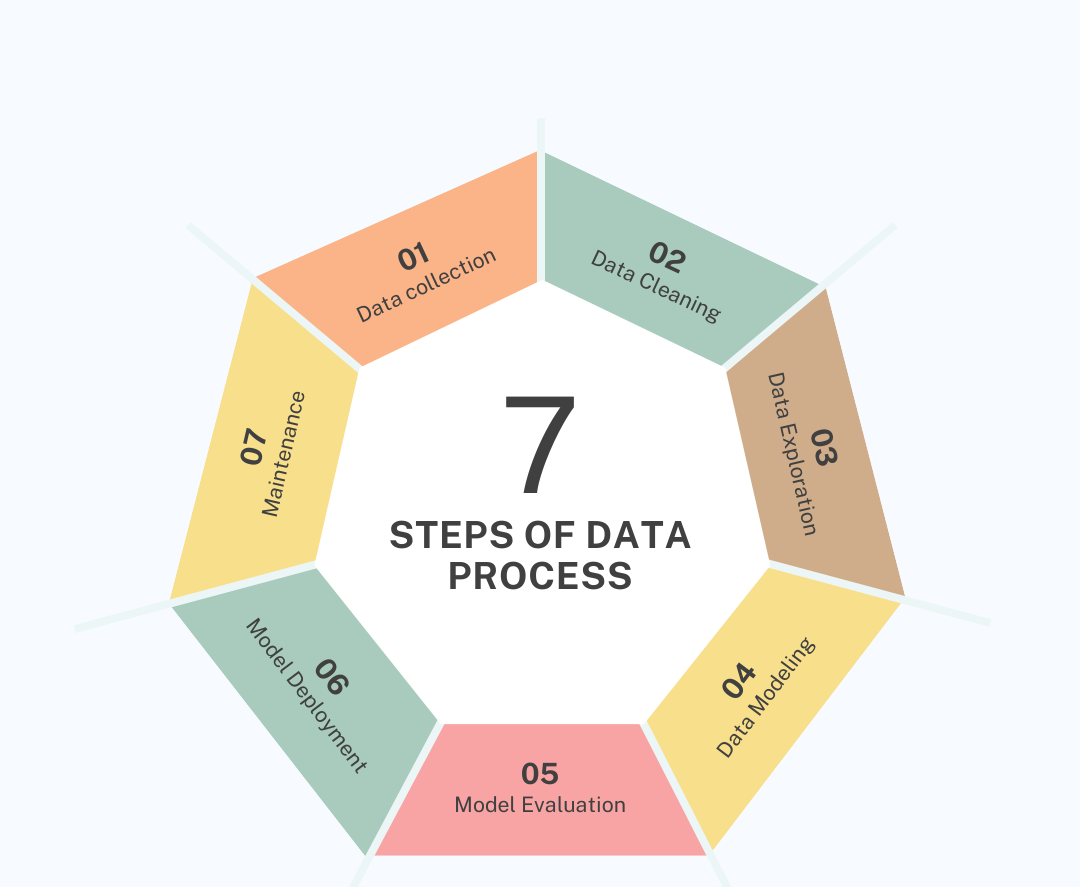 7
STEPS OF DATA
PROCESS
01
Data collection
02
Data Cleaning
03
Data Exploration
04
Data Modeling
05
Model Evaluation
06
Model Deployment
07
Maintenance